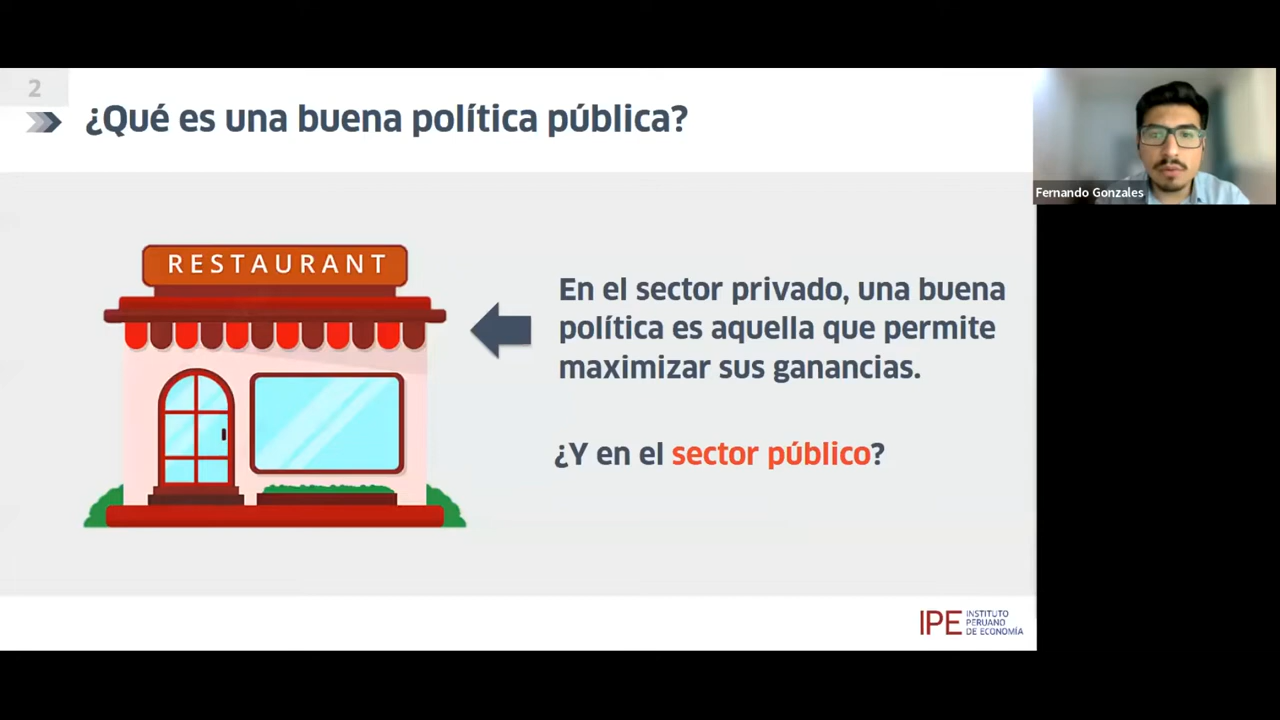 2
¿Qué es una buena política pública?
Fernando Gonzales
RESTAURANT
En el sector privado, una buena
política es aquella que permite
maximizar sus ganancias.
¿Y en el sector público?
IPE
INSTITUTO
PERUANO
DE ECONOMÍA